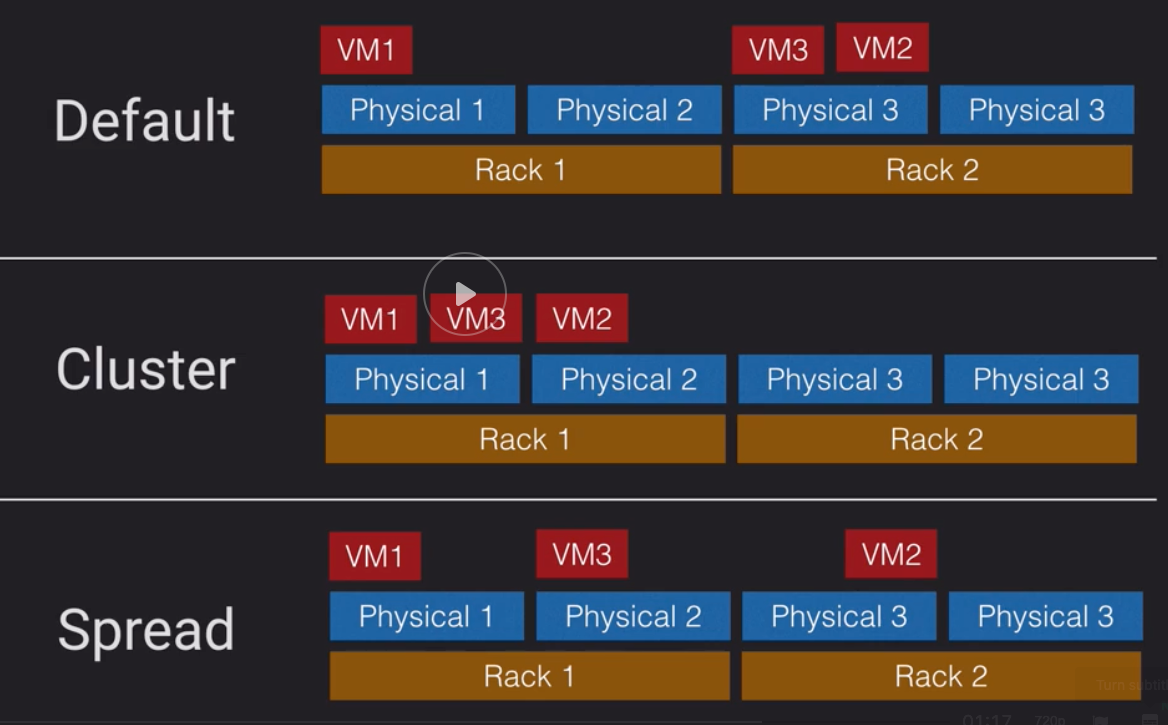 VM1 VM3 VM2
Default Physical 1 Physical 2 Physical 3 Physical 3
Rack 1 Rack 2
VM1 VM3 VM2
Cluster Physical 1 Physical 2 Physical 3 Physical 3
Rack 1 Rack 2
VM1 VM3 VM2
Spread Physical 1 Physical 2 Physical 3 Physical 3
Rack 1 Rack 2
Turn
01:17 720p